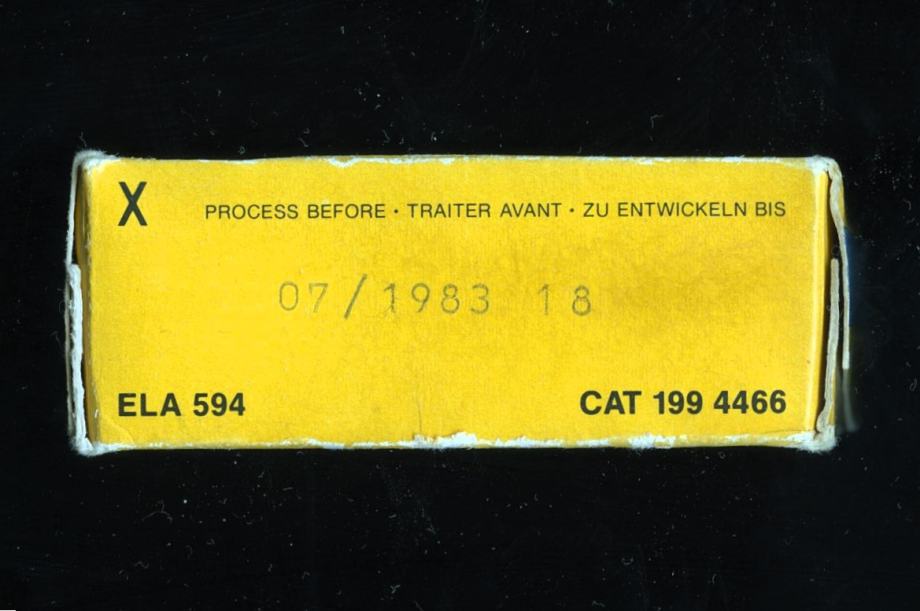 X PROCESS BEFORE · TRAITER AVANT · ZU ENTWICKELN BIS
07/1983 18
ELA 594 CAT 199 4466